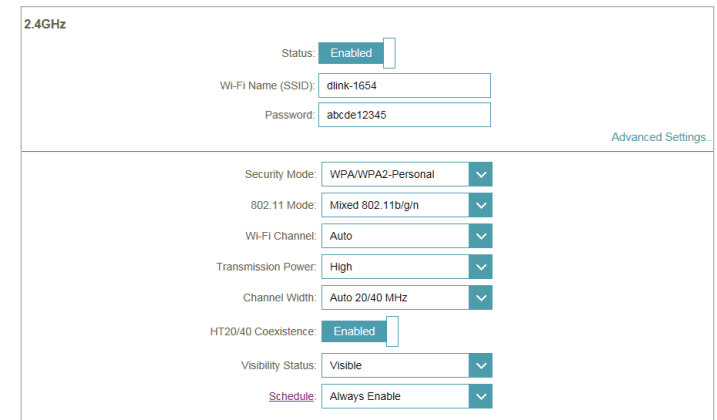 2.4GHz
Status: Enabled
Wi-Fi Name (SSID): dlink-1654
Password: abcde12345
Advanced Settings..
Security Mode: WPA/WPA2-Personal
802.11 Mode: Mixed 802.11b/g/n
Wi-Fi Channel: Auto
Transmission Power: High
Channel Width: Auto 20/40 MHz
HT20/40 Coexistence: Enabled
Visibility Status: Visible
Schedule: Always Enable